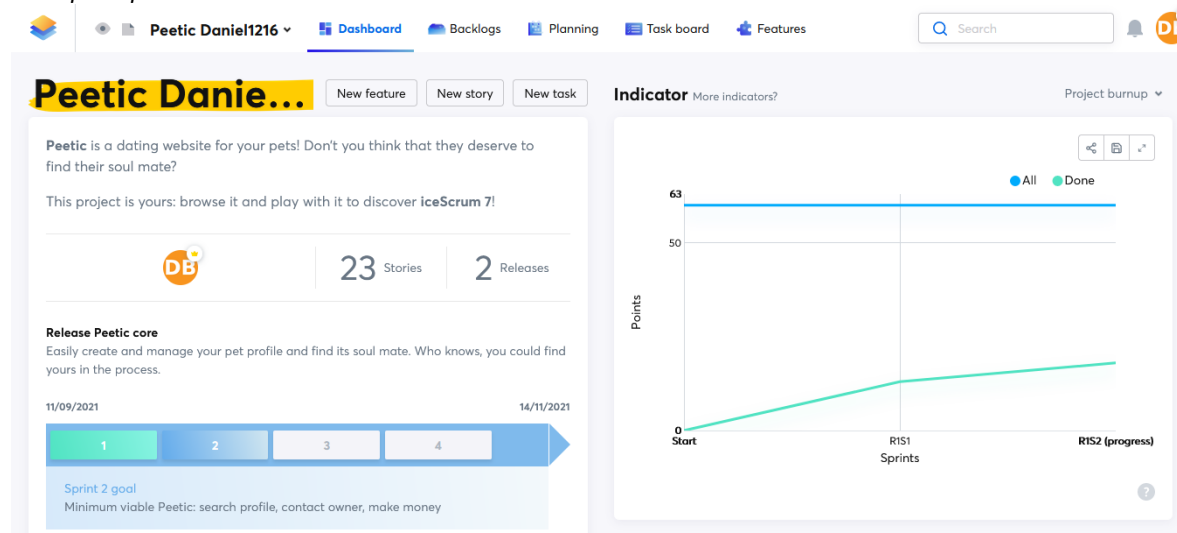 Peetic Daniel1216
Dashboard
Backlogs
Planning
Task board
Features
Search
Peetic Danie...
New feature
New story
New task
Peetic is a dating website for your pets! Don't you think that they deserve to
find their soul mate?
This project is yours: browse it and play with it to discover iceScrum 7!
DB
23 Stories
2 Releases
Release Peetic core
Easily create and manage your pet profile and find its soul mate. Who knows, you could find
yours in the process.
11/09/2021
14/11/2021
1
2
3
4
Sprint 2 goal
Minimum viable Peetic: search profile, contact owner, make money
Indicator More indicators?
Project burnup
All
Done
63
50
0
Points
Start
R1S1
R1S2 (progress)
Sprints
?